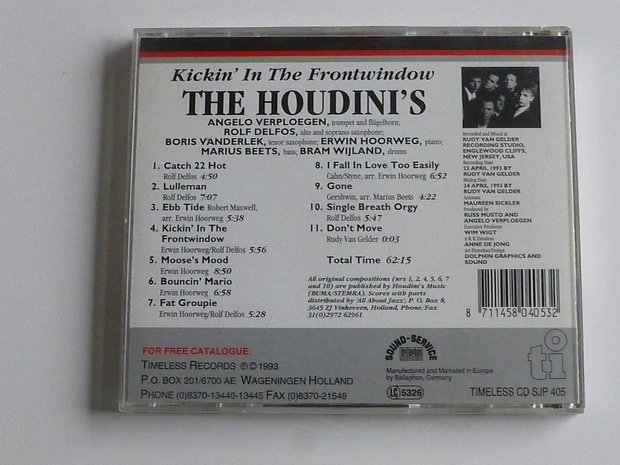 Kickin' In The Frontwindow
THE HOUDINI'S
ANGELO VERPLOEGEN, trumpet and flügelhorn;
ROLF DELFOS, alto and soprano saxophone;
BORIS VANDERLEK, tenor saxophone; ERWIN HOORWEG, piano;
MARIUS BEETS, bass; BRAM WIJLAND, drums
1. Catch 22 Hot
Rolf Delfos 4:50
2. Lulleman
Rolf Delfos 7:07
3. Ebb Tide Robert Maxwell,
arr. Erwin Hoorweg 5:38
4. Kickin' In The
Frontwindow
Erwin Hoorweg/Rolf Delfos 5:56
5. Moose's Mood
Erwin Hoorweg 8:50
6. Bouncin' Mario
Erwin Hoorweg 6:58
7. Fat Groupie
Erwin Hoorweg/Rolf Delfos 5:28
8. I Fall In Love Too Easily
Cahn/Styne, arr. Erwin Hoorweg 6:52
9. Gone
Gershwin, arr. Marius Beets 4:22
10. Single Breath Orgy
Rolf Delfos 5:47
11. Don't Move
Rudy Van Gelder 0:03
Total Time 62:15
All original compositions (nrs 1, 2, 4, 5, 6, 7
and 10) are published by Houdini's Music
(BUMA/STEMRA). Scores with parts
distributed by 'All About Jazz', P. O. Box 8,
3645 ZJ Vinkeveen, Holland, Phone/Fax
31(0)2972 62961.
Recorded and Mixed at
RUDY VAN GELDER
RECORDING STUDIO,
ENGLEWOOD CLIFFS,
NEW JERSEY, USA
Recording Date
23 APRIL 1993 BY
RUDY VAN GELDER
Mixing Date
24 APRIL 1993 BY
RUDY VAN GELDER
Assistant
MAUREEN SICKLER
Produced by
RUSS MUSTO AND
ANGELO VERPLOEGEN
Executive Producer
WIM WIGT
A & R Timeless
ANNE DE JONG
Art Direction/Design
DOLPHIN GRAPHICS AND
SOUND
8 711458 040532
FOR FREE CATALOGUE:
TIMELESS RECORDS ℗ © 1993
P.O. BOX 201/6700 AE WAGENINGEN HOLLAND
PHONE (0)8370-13440-13445 FAX (0)8370-21548
SOUND-SERVICE
bellaphon
Manufactured and Marketed in Europe
by Bellaphon, Germany
LC 5326
ti
TIMELESS CD SJP 405